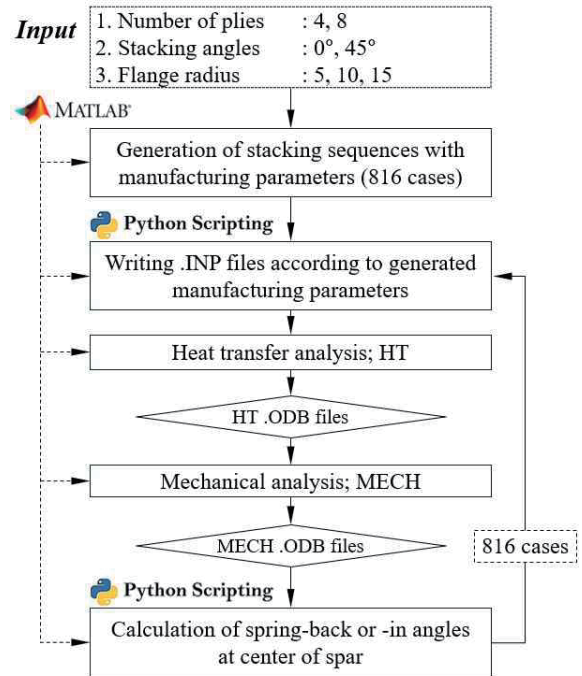 Input
1. Number of plies : 4, 8
2. Stacking angles : 0°, 45°
3. Flange radius : 5, 10, 15
MATLAB®
Generation of stacking sequences with
manufacturing parameters (816 cases)
Python Scripting
Writing .INP files according to generated
manufacturing parameters
Heat transfer analysis; HT
HT .ODB files
Mechanical analysis; MECH
MECH .ODB files
816 cases
Python Scripting
Calculation of spring-back or -in angles
at center of spar